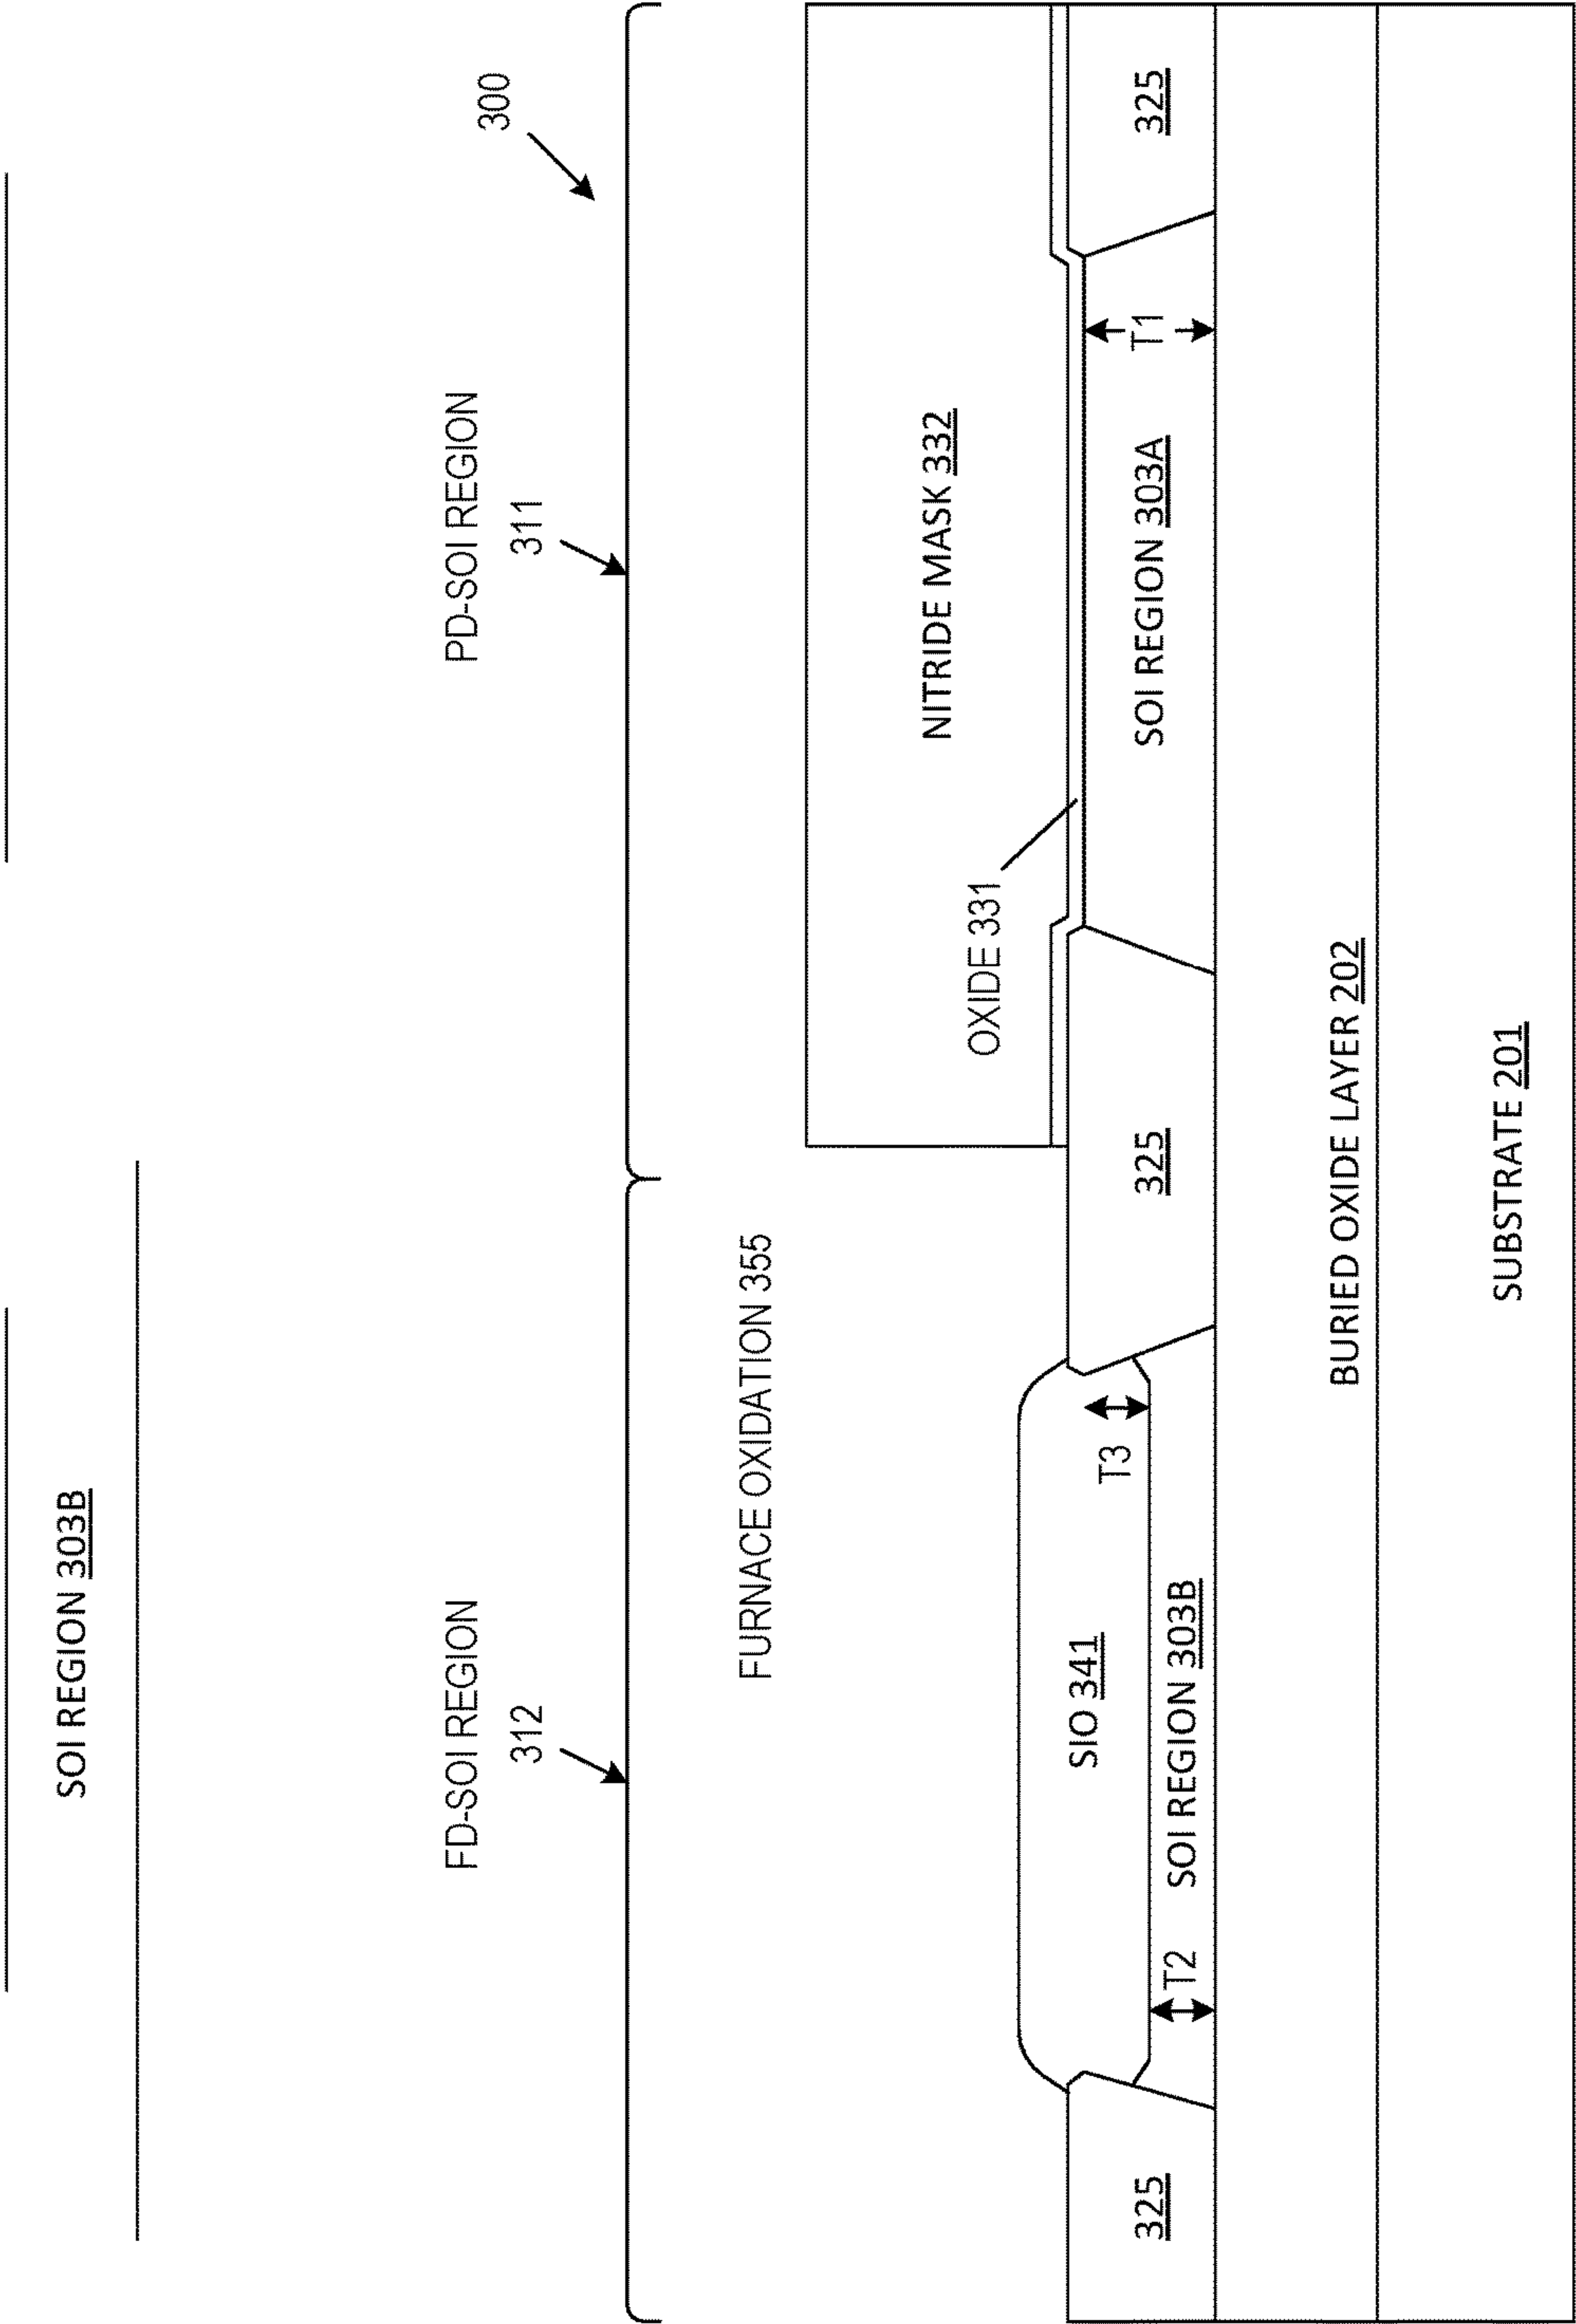 SOI REGION 303B
300
FD-SOI REGION
312
PD-SOI REGION
311
FURNACE OXIDATION 355
NITRIDE MASK 332
OXIDE 331
SIO 341
T3
325
T2
SOI REGION 303B
325
SOI REGION 303A
T1
325
BURIED OXIDE LAYER 202
SUBSTRATE 201